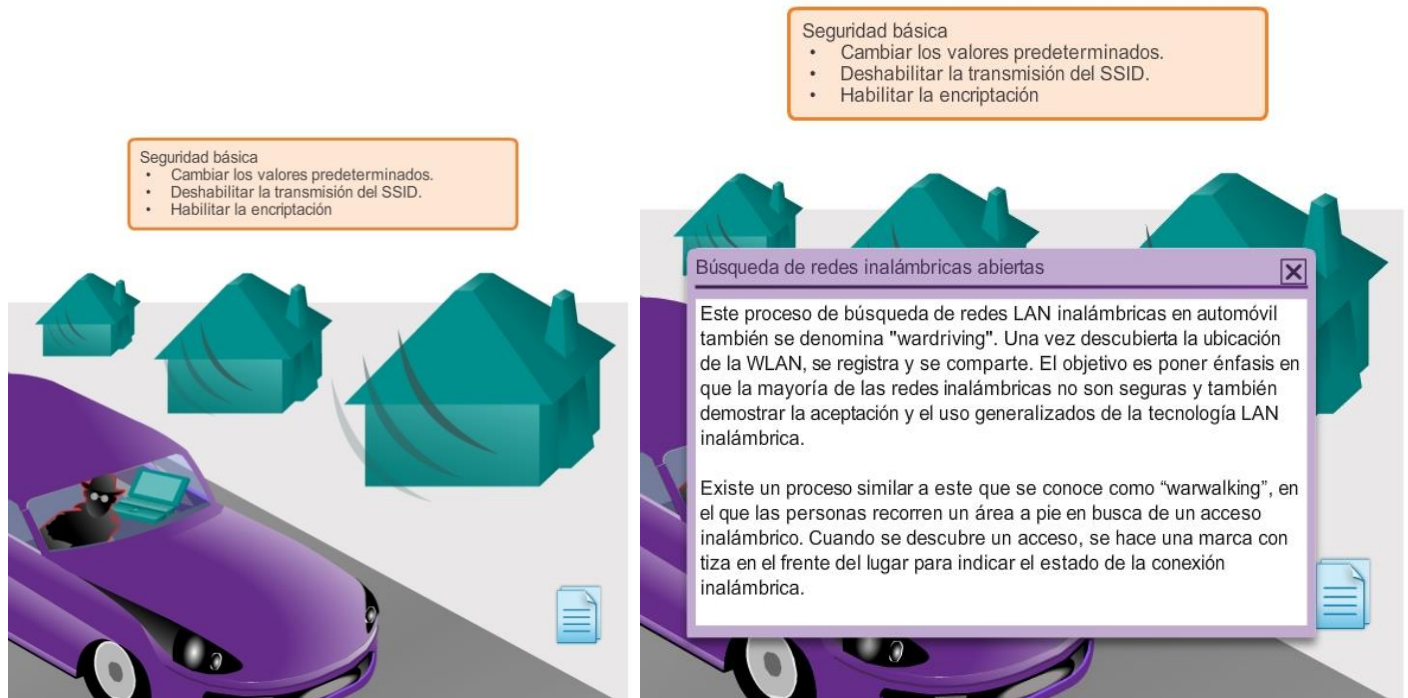 Seguridad básica
• Cambiar los valores predeterminados.
• Deshabilitar la transmisión del SSID.
• Habilitar la encriptación
Seguridad básica
• Cambiar los valores predeterminados.
• Deshabilitar la transmisión del SSID.
• Habilitar la encriptación
Búsqueda de redes inalámbricas abiertas
Este proceso de búsqueda de redes LAN inalámbricas en automóvil
también se denomina "wardriving". Una vez descubierta la ubicación
de la WLAN, se registra y se comparte. El objetivo es poner énfasis en
que la mayoría de las redes inalámbricas no son seguras y también
demostrar la aceptación y el uso generalizados de la tecnología LAN
inalámbrica.
Existe un proceso similar a este que se conoce como “warwalking”, en
el que las personas recorren un área a pie en busca de un acceso
inalámbrico. Cuando se descubre un acceso, se hace una marca con
tiza en el frente del lugar para indicar el estado de la conexión
inalámbrica.